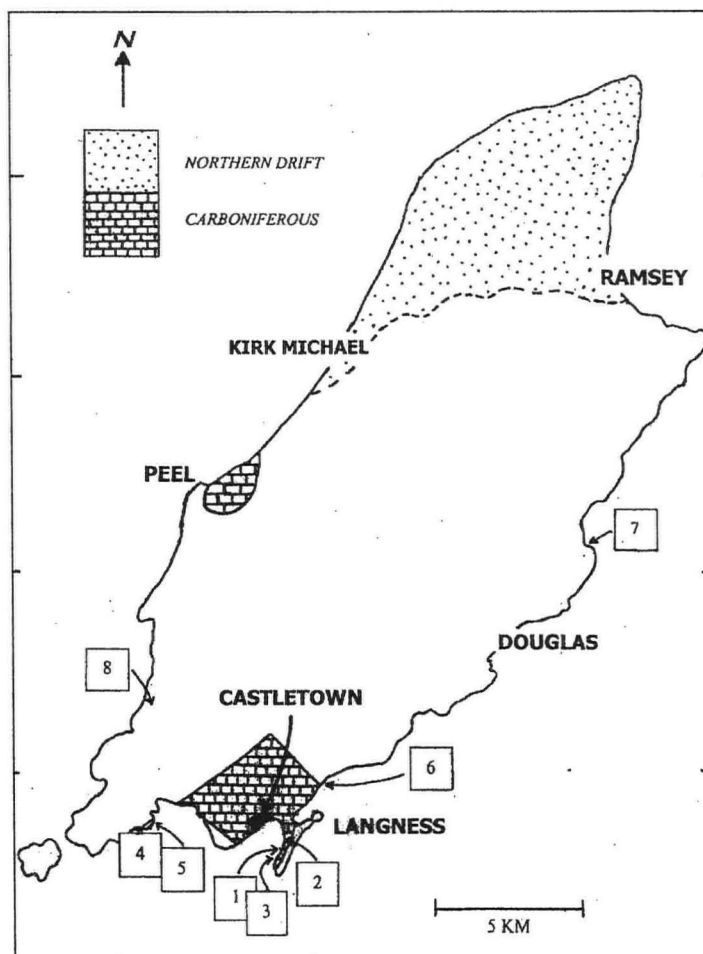 N
NORTHERN DRIFT
CARBONIFEROUS
RAMSEY
KIRK MICHAEL
PEEL
7
DOUGLAS
8
CASTLETOWN
6
LANGNESS
4
5
1
2
3
5 KM